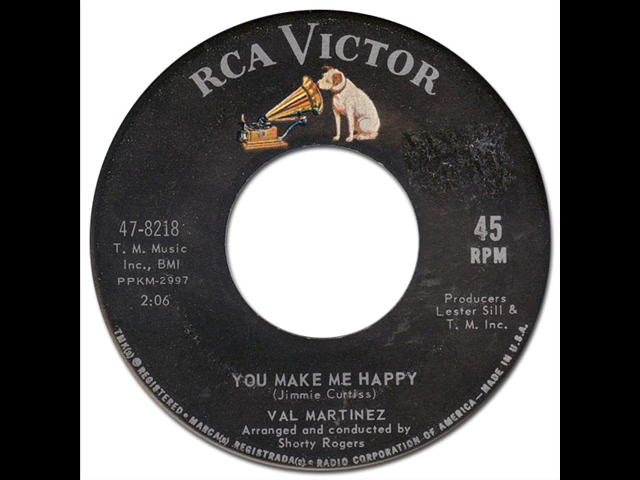 RCA VICTOR
47-8218
T. M. Music
Inc., BMI
PPKM-2997
2:06
45
RPM
Producers
Lester Sill &
T. M. Inc.
YOU MAKE ME HAPPY
(Jimmie Curtiss)
VAL MARTINEZ
Arranged and conducted by
Shorty Rogers
TMK(s) ® REGISTERED • MARCA(s) REGISTRADA(s) • RADIO CORPORATION OF AMERICA—MADE IN U.S.A.